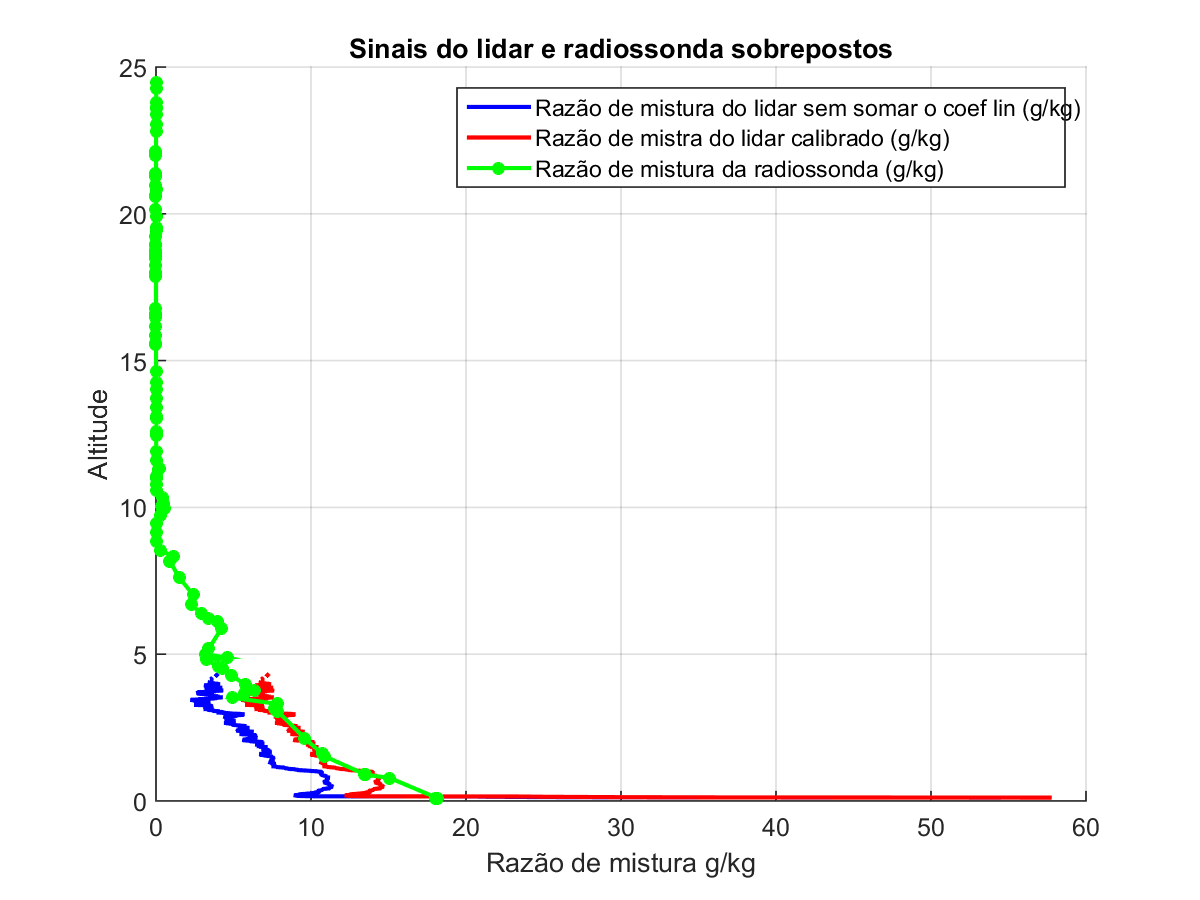 Sinais do lidar e radiossonda sobrepostos
25
20
15
10
5
0
Altitude
Razão de mistura do lidar sem somar o coef lin (g/kg)
Razão de mistra do lidar calibrado (g/kg)
Razão de mistura da radiossonda (g/kg)
0 10 20 30 40 50 60
Razão de mistura g/kg